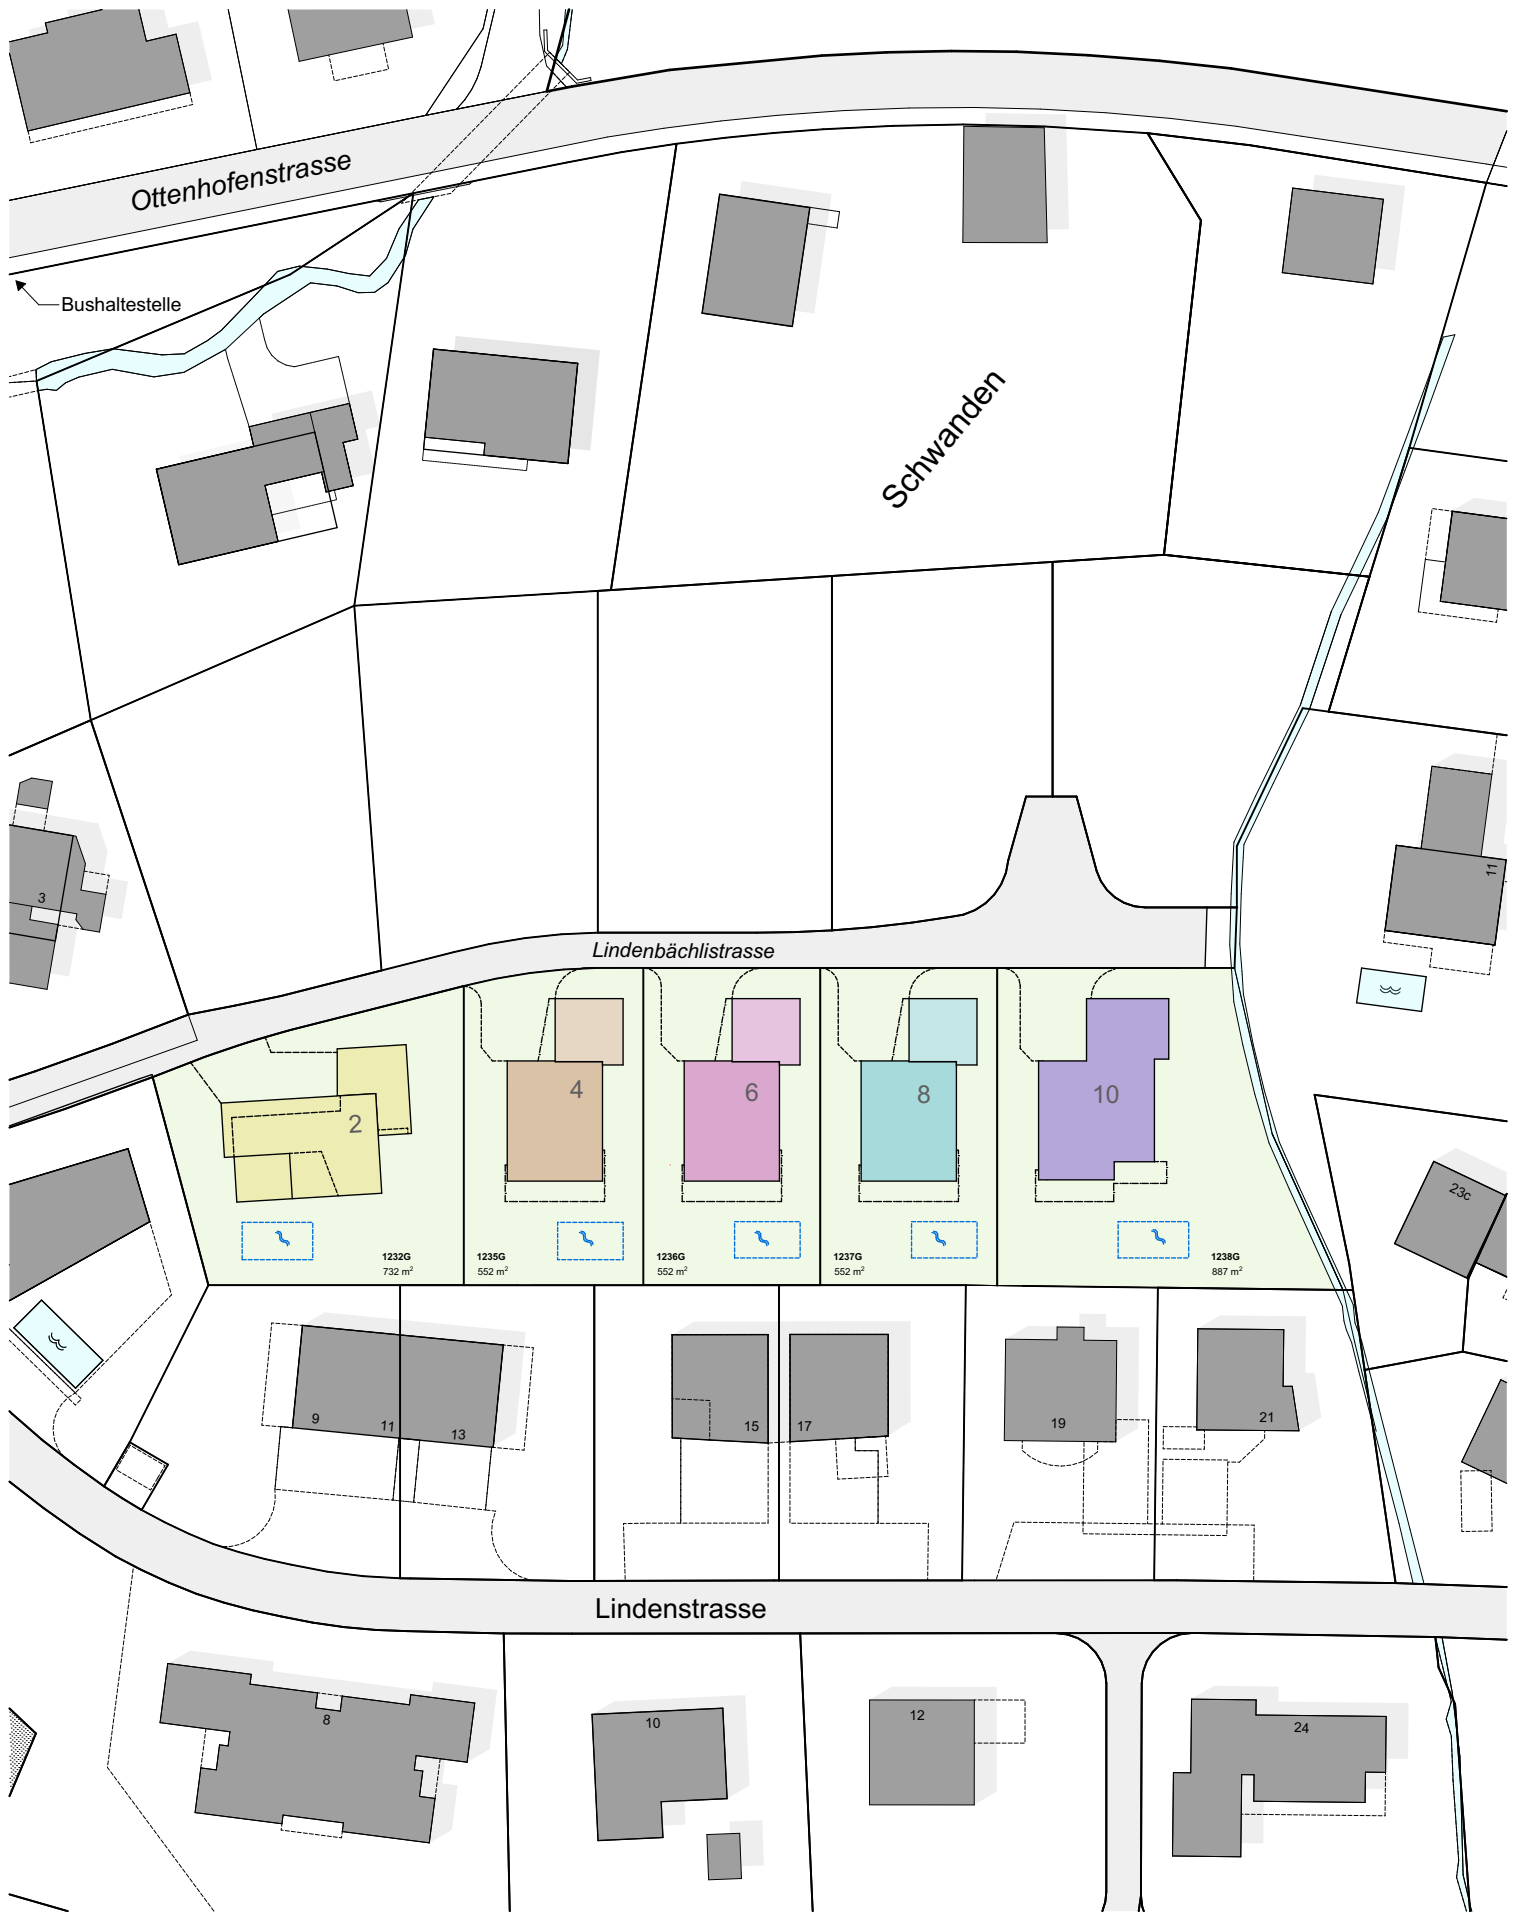 Ottenhofenstrasse
Bushaltestelle
Schwanden
3
11
Lindenbächlistrasse
2
4
6
8
10
23c
1232G
732 m²
1235G
552 m²
1236G
552 m²
1237G
552 m²
1238G
887 m²
9
11
13
15
17
19
21
Lindenstrasse
8
10
12
24